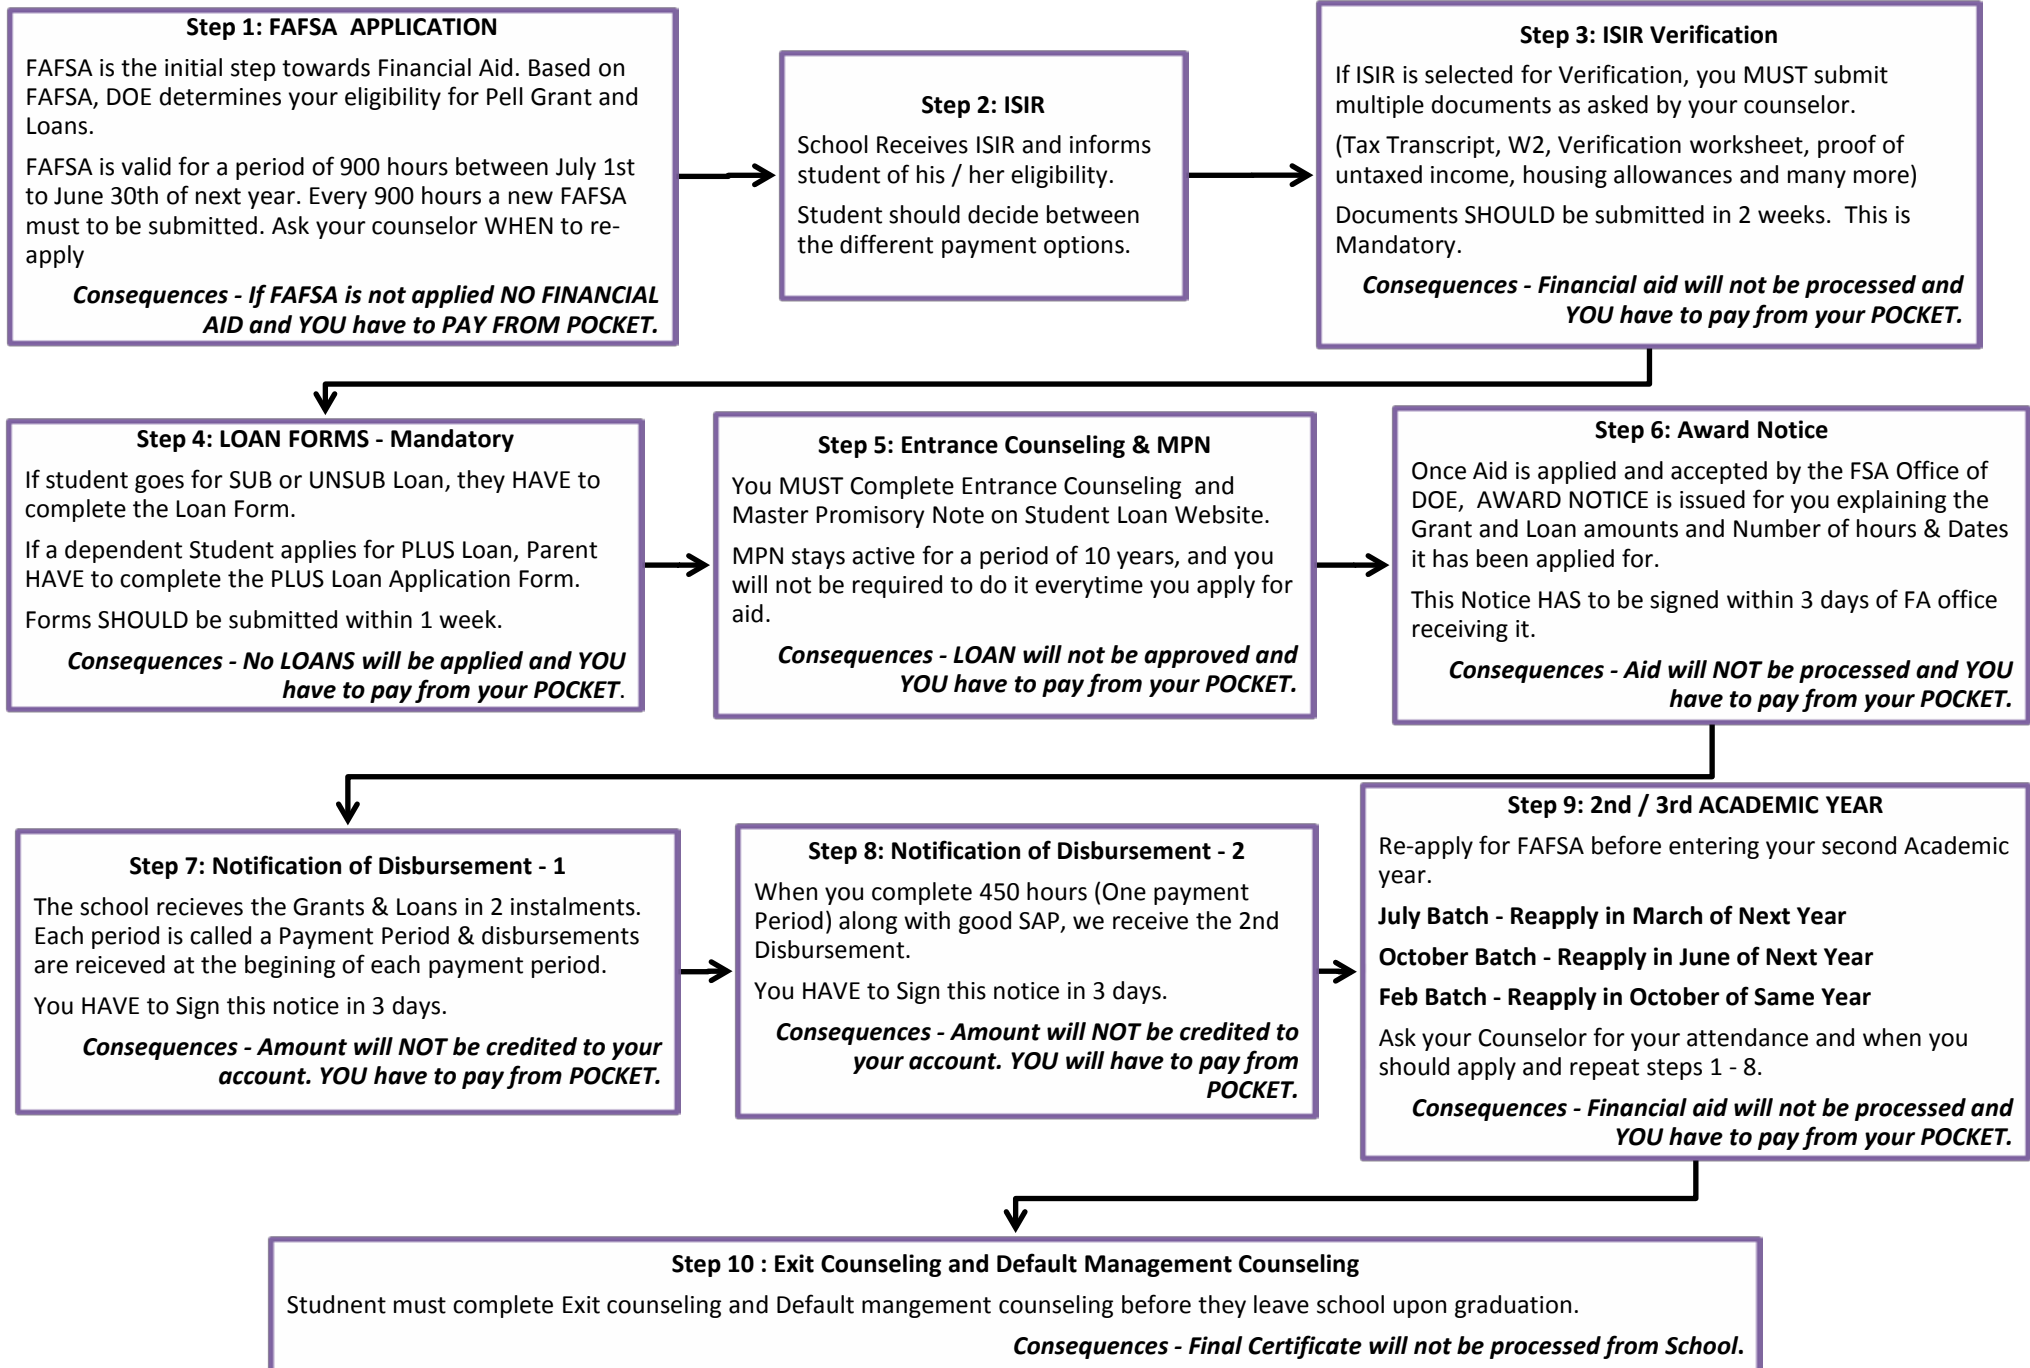 Step 1: FAFSA  APPLICATION
FAFSA is the initial step towards Financial Aid. Based on
FAFSA, DOE determines your eligibility for Pell Grant and
Loans.
FAFSA is valid for a period of 900 hours between July 1st
to June 30th of next year. Every 900 hours a new FAFSA
must to be submitted. Ask your counselor WHEN to re-
apply
Consequences - If FAFSA is not applied NO FINANCIAL
AID and YOU have to PAY FROM POCKET.
Step 2: ISIR
School Receives ISIR and informs
student of his / her eligibility.
Student should decide between
the different payment options.
Step 3: ISIR Verification
If ISIR is selected for Verification, you MUST submit
multiple documents as asked by your counselor.
(Tax Transcript, W2, Verification worksheet, proof of
untaxed income, housing allowances and many more)
Documents SHOULD be submitted in 2 weeks.  This is
Mandatory.
Consequences - Financial aid will not be processed and
YOU have to pay from your POCKET.
Step 4: LOAN FORMS - Mandatory
If student goes for SUB or UNSUB Loan, they HAVE to
complete the Loan Form.
If a dependent Student applies for PLUS Loan, Parent
HAVE to complete the PLUS Loan Application Form.
Forms SHOULD be submitted within 1 week.
Consequences - No LOANS will be applied and YOU
have to pay from your POCKET.
Step 5: Entrance Counseling & MPN
You MUST Complete Entrance Counseling  and
Master Promisory Note on Student Loan Website.
MPN stays active for a period of 10 years, and you
will not be required to do it everytime you apply for
aid.
Consequences - LOAN will not be approved and
YOU have to pay from your POCKET.
Step 6: Award Notice
Once Aid is applied and accepted by the FSA Office of
DOE,  AWARD NOTICE is issued for you explaining the
Grant and Loan amounts and Number of hours & Dates
it has been applied for.
This Notice HAS to be signed within 3 days of FA office
receiving it.
Consequences - Aid will NOT be processed and YOU
have to pay from your POCKET.
Step 7: Notification of Disbursement - 1
The school recieves the Grants & Loans in 2 instalments.
Each period is called a Payment Period & disbursements
are reiceved at the begining of each payment period.
You HAVE to Sign this notice in 3 days.
Consequences - Amount will NOT be credited to your
account. YOU have to pay from POCKET.
Step 8: Notification of Disbursement - 2
When you complete 450 hours (One payment
Period) along with good SAP, we receive the 2nd
Disbursement.
You HAVE to Sign this notice in 3 days.
Consequences - Amount will NOT be credited to
your account. YOU will have to pay from
POCKET.
Step 9: 2nd / 3rd ACADEMIC YEAR
Re-apply for FAFSA before entering your second Academic
year.
July Batch - Reapply in March of Next Year
October Batch - Reapply in June of Next Year
Feb Batch - Reapply in October of Same Year
Ask your Counselor for your attendance and when you
should apply and repeat steps 1 - 8.
Consequences - Financial aid will not be processed and
YOU have to pay from your POCKET.
Step 10 : Exit Counseling and Default Management Counseling
Studnent must complete Exit counseling and Default mangement counseling before they leave school upon graduation.
Consequences - Final Certificate will not be processed from School.